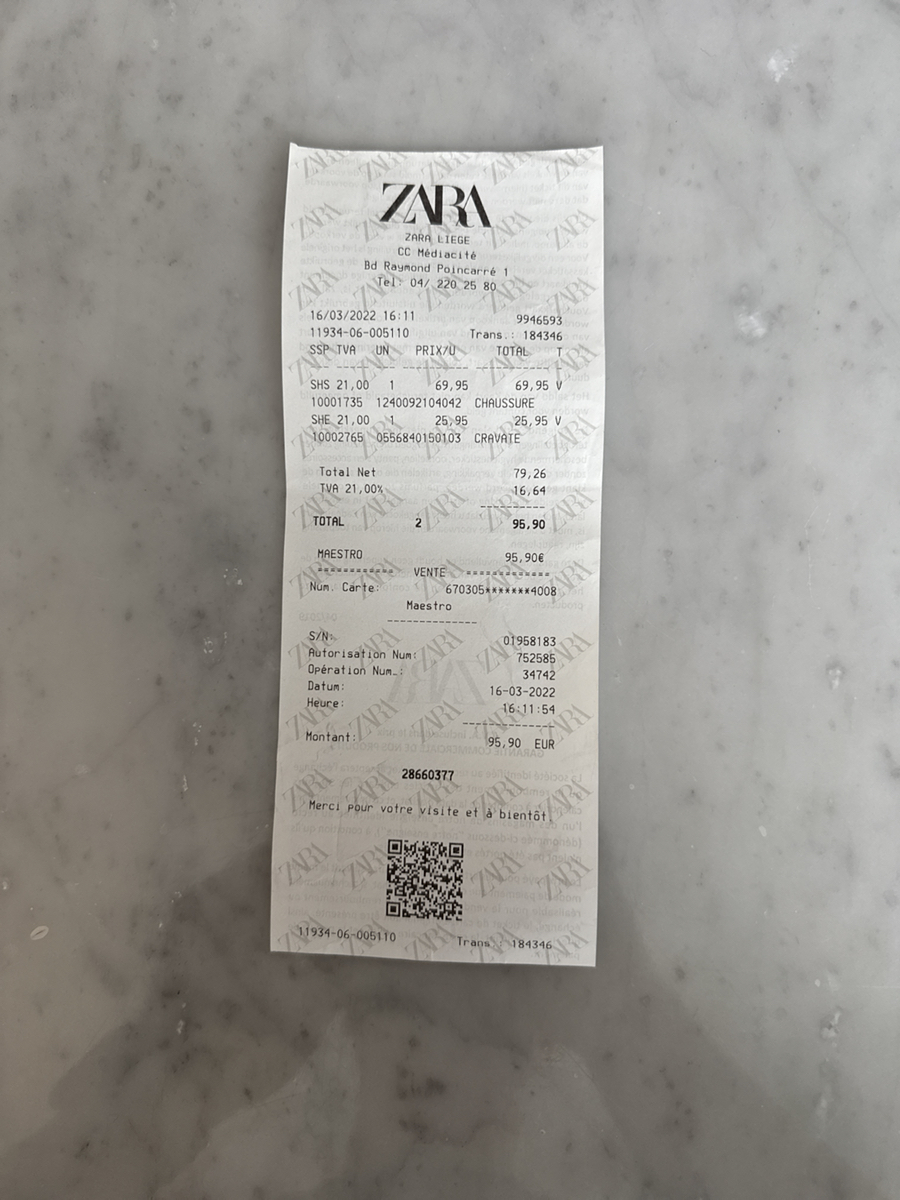 ZARA
ZARA LIEGE
CC Médiacité
Bd Raymond Poincarré 1
Tel: 04/ 220 25 80
16/03/2022 16:11 9946593
11934-06-005110 Trans.: 184346
SSP TVA UN PRIX/U TOTAL T
SHS 21,00 1 69,95 69,95 V
10001735 1240092104042 CHAUSSURE
SHE 21,00 1 25,95 25,95 V
10002765 0556840150103 CRAVATE
Total Net 79,26
TVA 21,00% 16,64
TOTAL 2 95,90
MAESTRO 95,90€
============ VENTE =============
Num. Carte: 670305*******4008
Maestro
S/N: 01958183
Autorisation Num: 752585
Opération Num.: 34742
Datum: 16-03-2022
Heure: 16:11:54
Montant: 95,90 EUR
28660377
Merci pour votre visite et à bientôt
11934-06-005110 Trans.: 184346